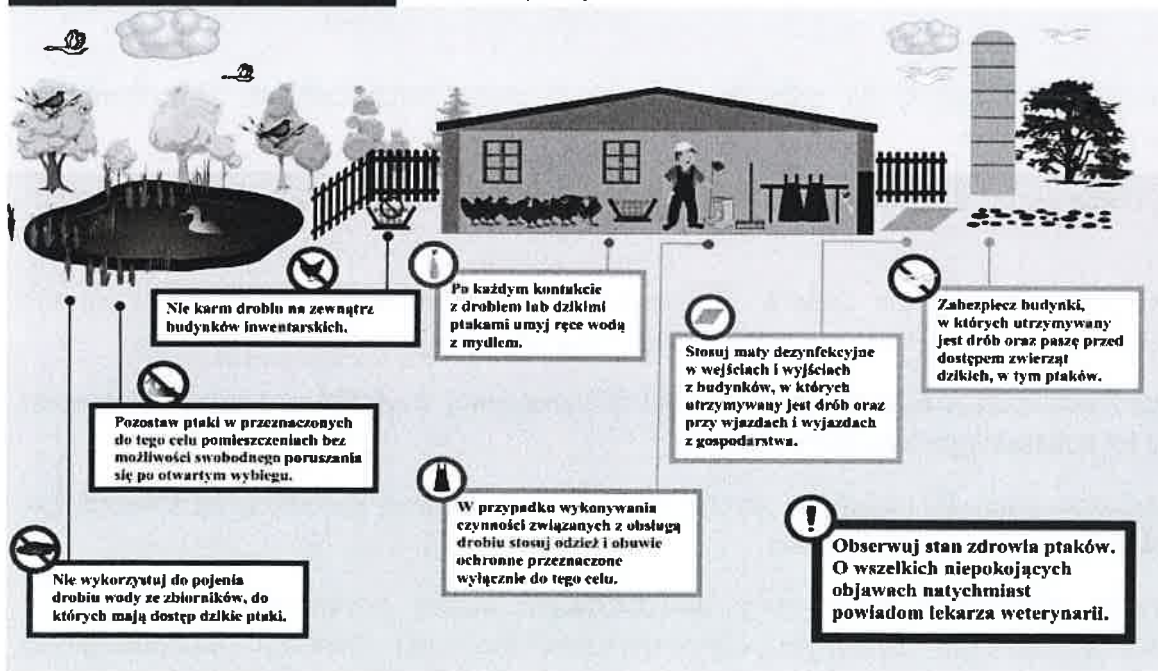 Nie karm drobiu na zewnątrz
budynków inwentarskich.
Po każdym kontakcie
z drobiem lub dzikimi
ptakami umyj ręce wodą
z mydłem.
Stosuj maty dezynfekcyjne
w wejściach i wyjściach
z budynków, w których
utrzymywany jest drób oraz
przy wjazdach i wyjazdach
z gospodarstwa.
Zabezpiecz budynki,
w których utrzymywany
jest drób oraz paszę przed
dostępem zwierząt
dzikich, w tym ptaków.
Pozostaw ptaki w przeznaczonych
do tego celu pomieszczeniach bez
możliwości swobodnego poruszania
się po otwartym wybiegu.
W przypadku wykonywania
czynności związanych z obsługą
drobiu stosuj odzież i obuwie
ochronne przeznaczone
wyłącznie do tego celu.
Nie wykorzystuj do pojenia
drobiu wody ze zbiorników, do
których mają dostęp dzikie ptaki.
Obserwuj stan zdrowia ptaków.
O wszelkich niepokojących
objawach natychmiast
powiadom lekarza weterynarii.